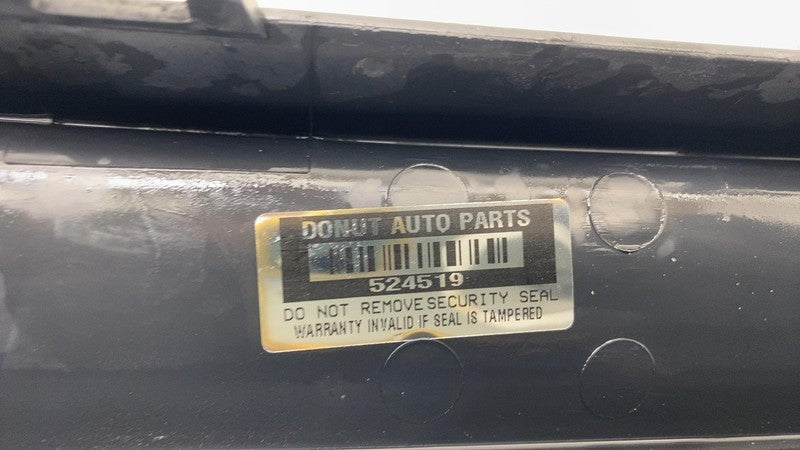 DONUT AUTO PARTS
524519
DO NOT REMOVE SECURITY SEAL
WARRANTY INVALID IF SEAL IS TAMPERED